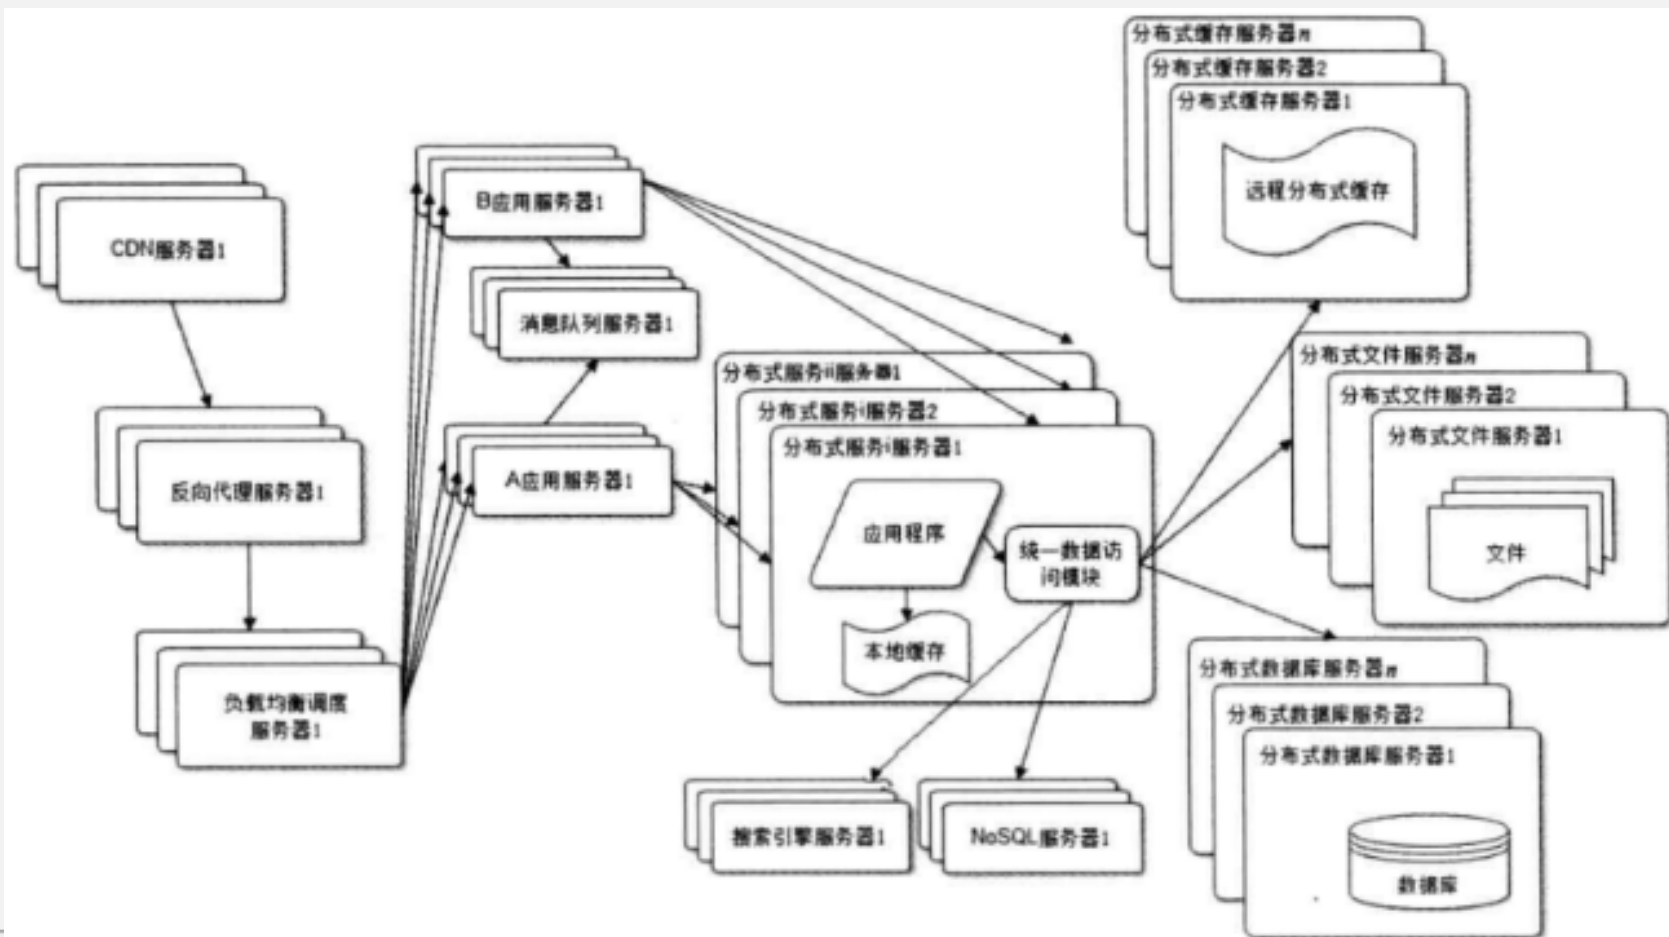 CDN服务器1
反向代理服务器1
负载均衡调度
服务器1
B应用服务器1
消息队列服务器1
A应用服务器1
分布式服务ii服务器1
分布式服务i服务器2
分布式服务i服务器1
应用程序
统一数据访
问模块
本地缓存
搜索引擎服务器1
NoSQL服务器1
分布式缓存服务器n
分布式缓存服务器2
分布式缓存服务器1
远程分布式缓存
分布式文件服务器n
分布式文件服务器2
分布式文件服务器1
文件
分布式数据库服务器n
分布式数据库服务器2
分布式数据库服务器1
数据库